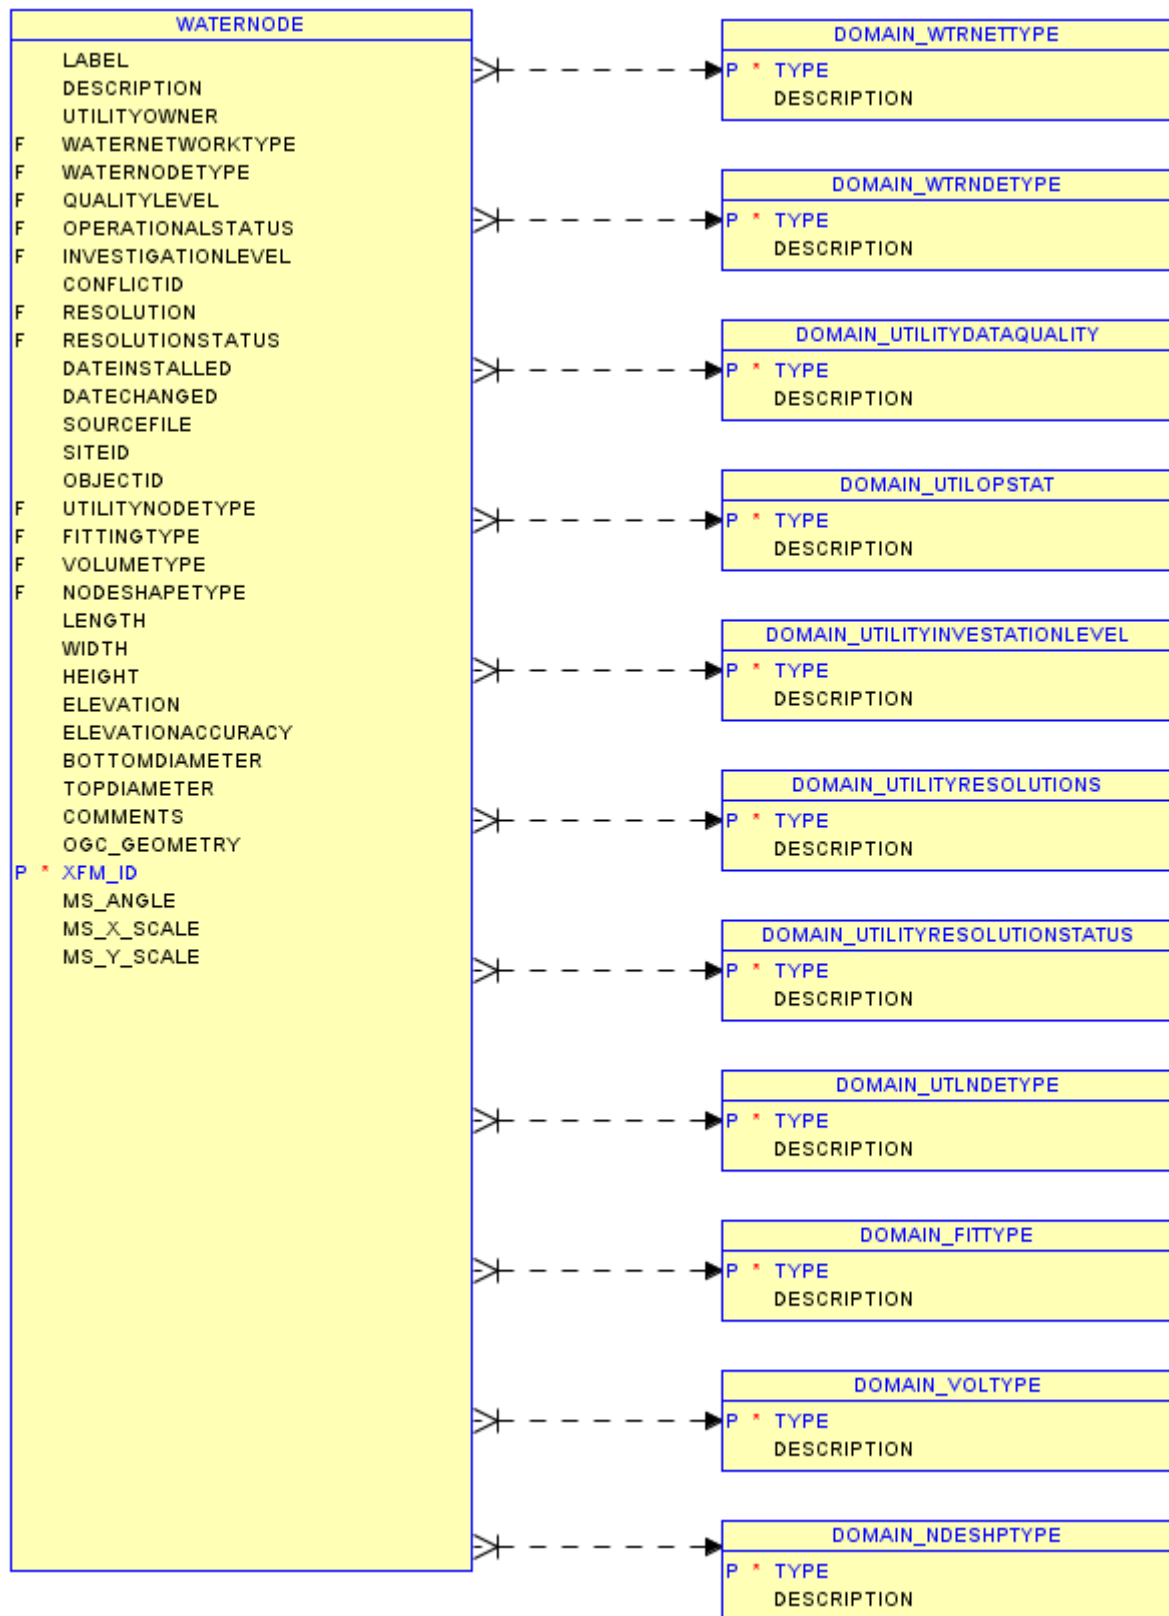 WATERNODE
LABEL
DESCRIPTION
UTILITYOWNER
F WATERNETWORKTYPE
F WATERNODETYPE
F QUALITYLEVEL
F OPERATIONALSTATUS
F INVESTIGATIONLEVEL
CONFLICTID
F RESOLUTION
F RESOLUTIONSTATUS
DATEINSTALLED
DATECHANGED
SOURCEFILE
SITEID
OBJECTID
F UTILITYNODETYPE
F FITTINGTYPE
F VOLUMETYPE
F NODESHAPETYPE
LENGTH
WIDTH
HEIGHT
ELEVATION
ELEVATIONACCURACY
BOTTOMDIAMETER
TOPDIAMETER
COMMENTS
OGC_GEOMETRY
P * XFM_ID
MS_ANGLE
MS_X_SCALE
MS_Y_SCALE
DOMAIN_WTRNETTYPE
P * TYPE
DESCRIPTION
DOMAIN_WTRNDETYPE
P * TYPE
DESCRIPTION
DOMAIN_UTILITYDATAQUALITY
P * TYPE
DESCRIPTION
DOMAIN_UTILOPSTAT
P * TYPE
DESCRIPTION
DOMAIN_UTILITYINVESTATIONLEVEL
P * TYPE
DESCRIPTION
DOMAIN_UTILITYRESOLUTIONS
P * TYPE
DESCRIPTION
DOMAIN_UTILITYRESOLUTIONSTATUS
P * TYPE
DESCRIPTION
DOMAIN_UTLNDETYPE
P * TYPE
DESCRIPTION
DOMAIN_FITTYPE
P * TYPE
DESCRIPTION
DOMAIN_VOLTYPE
P * TYPE
DESCRIPTION
DOMAIN_NDESHPTYPE
P * TYPE
DESCRIPTION